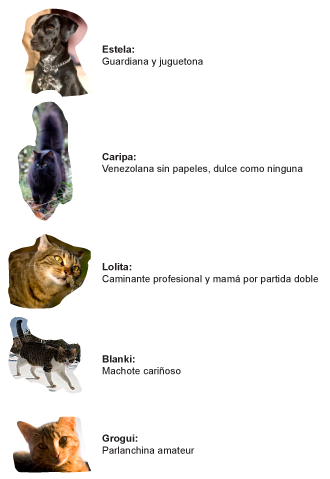 Estela:
Guardiana y juguetona
Caripa:
Venezolana sin papeles, dulce como ninguna
Lolita:
Caminante profesional y mamá por partida doble
Blanki:
Machote cariñoso
Grogui:
Parlanchina amateur